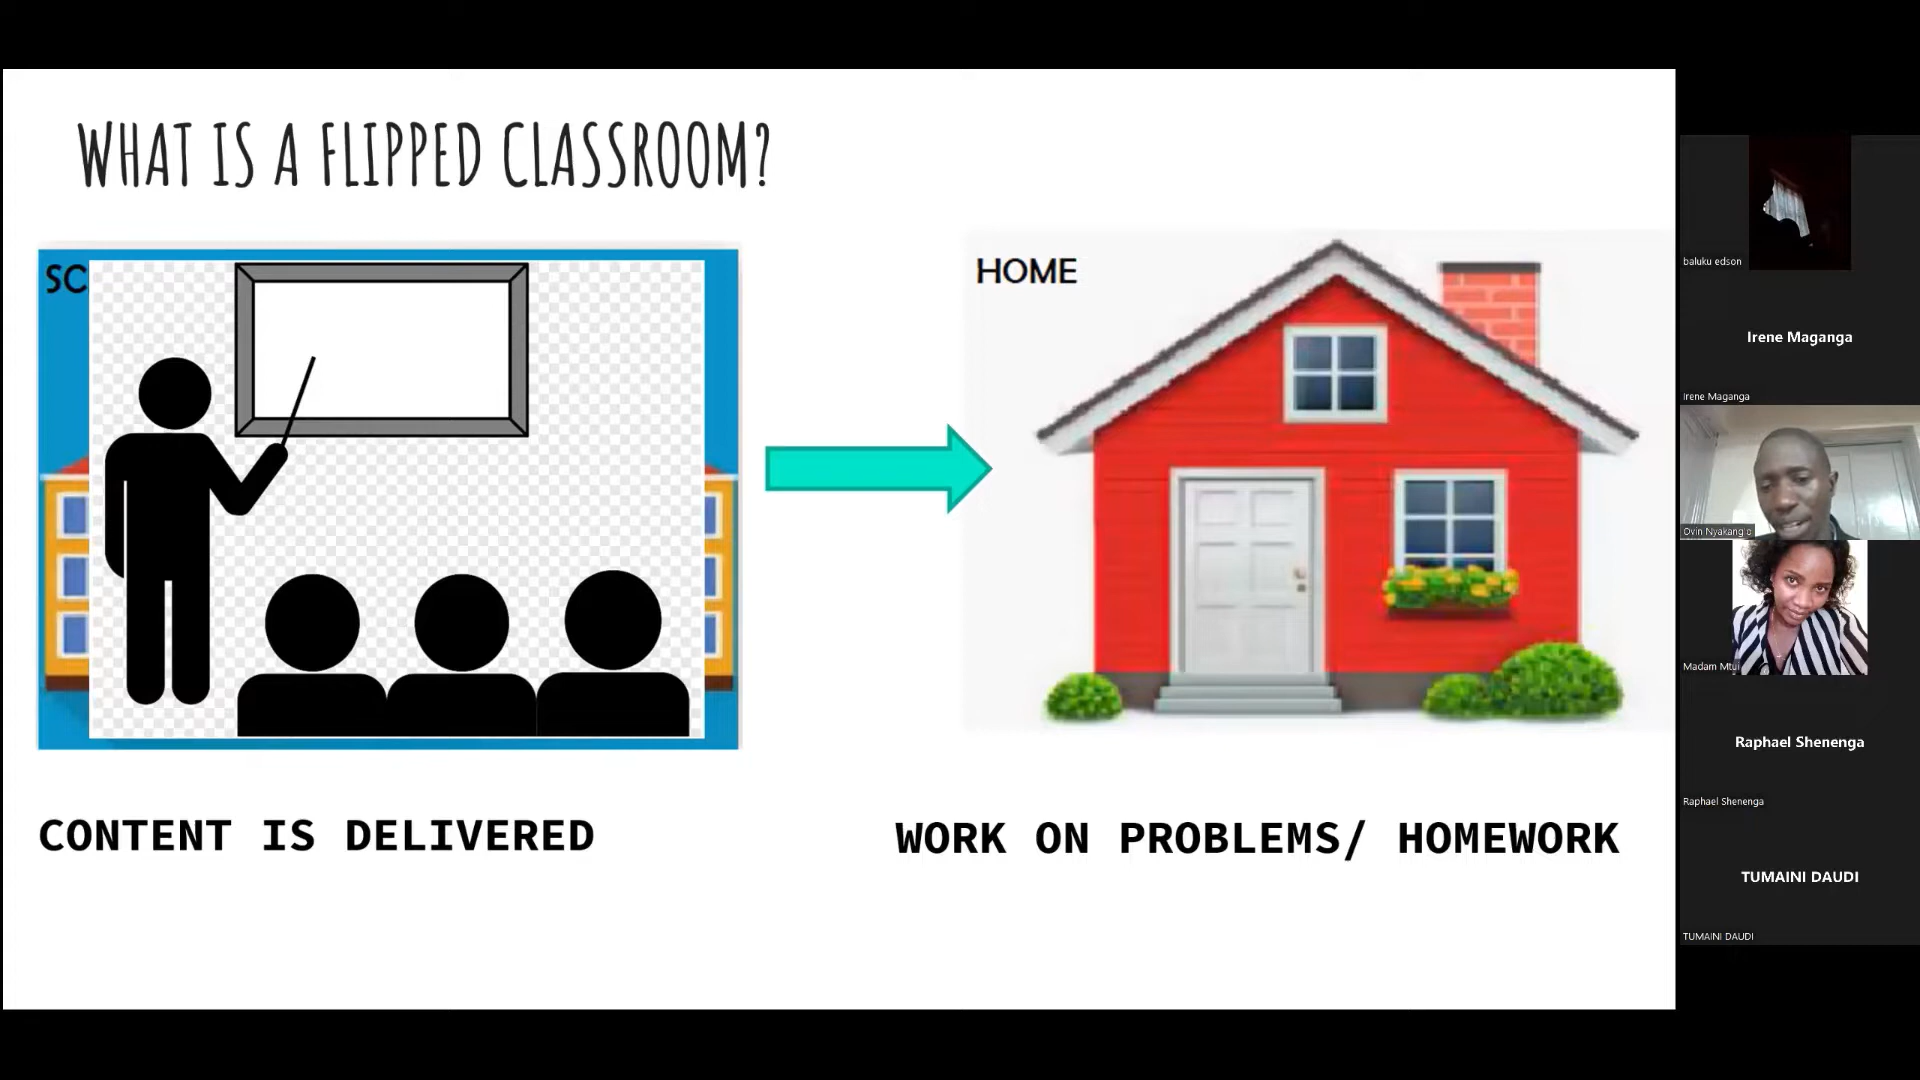 WHAT IS A FLIPPED CLASSROOM?
SC
HOME
CONTENT IS DELIVERED
WORK ON PROBLEMS/ HOMEWORK
baluku edson
Irene Maganga
Irene Maganga
Ovin Nyakangi o
Madam Mtui
Raphael Shenenga
Raphael Shenenga
TUMAINI DAUDI
TUMAINI DAUDI